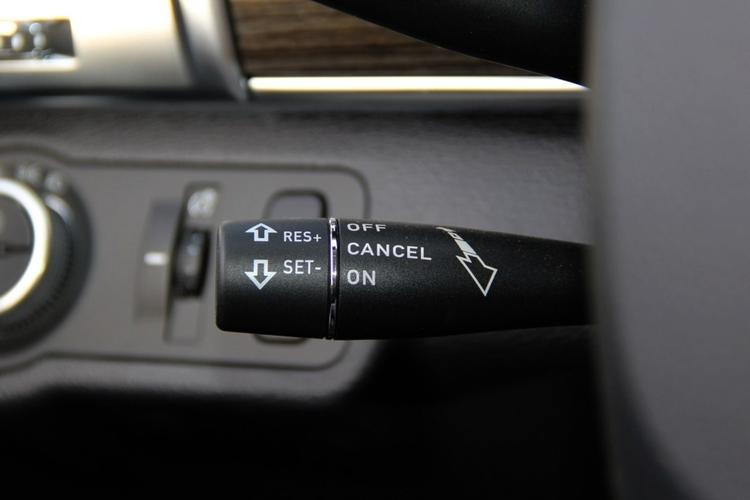 RES+
SET-
OFF
CANCEL
ON